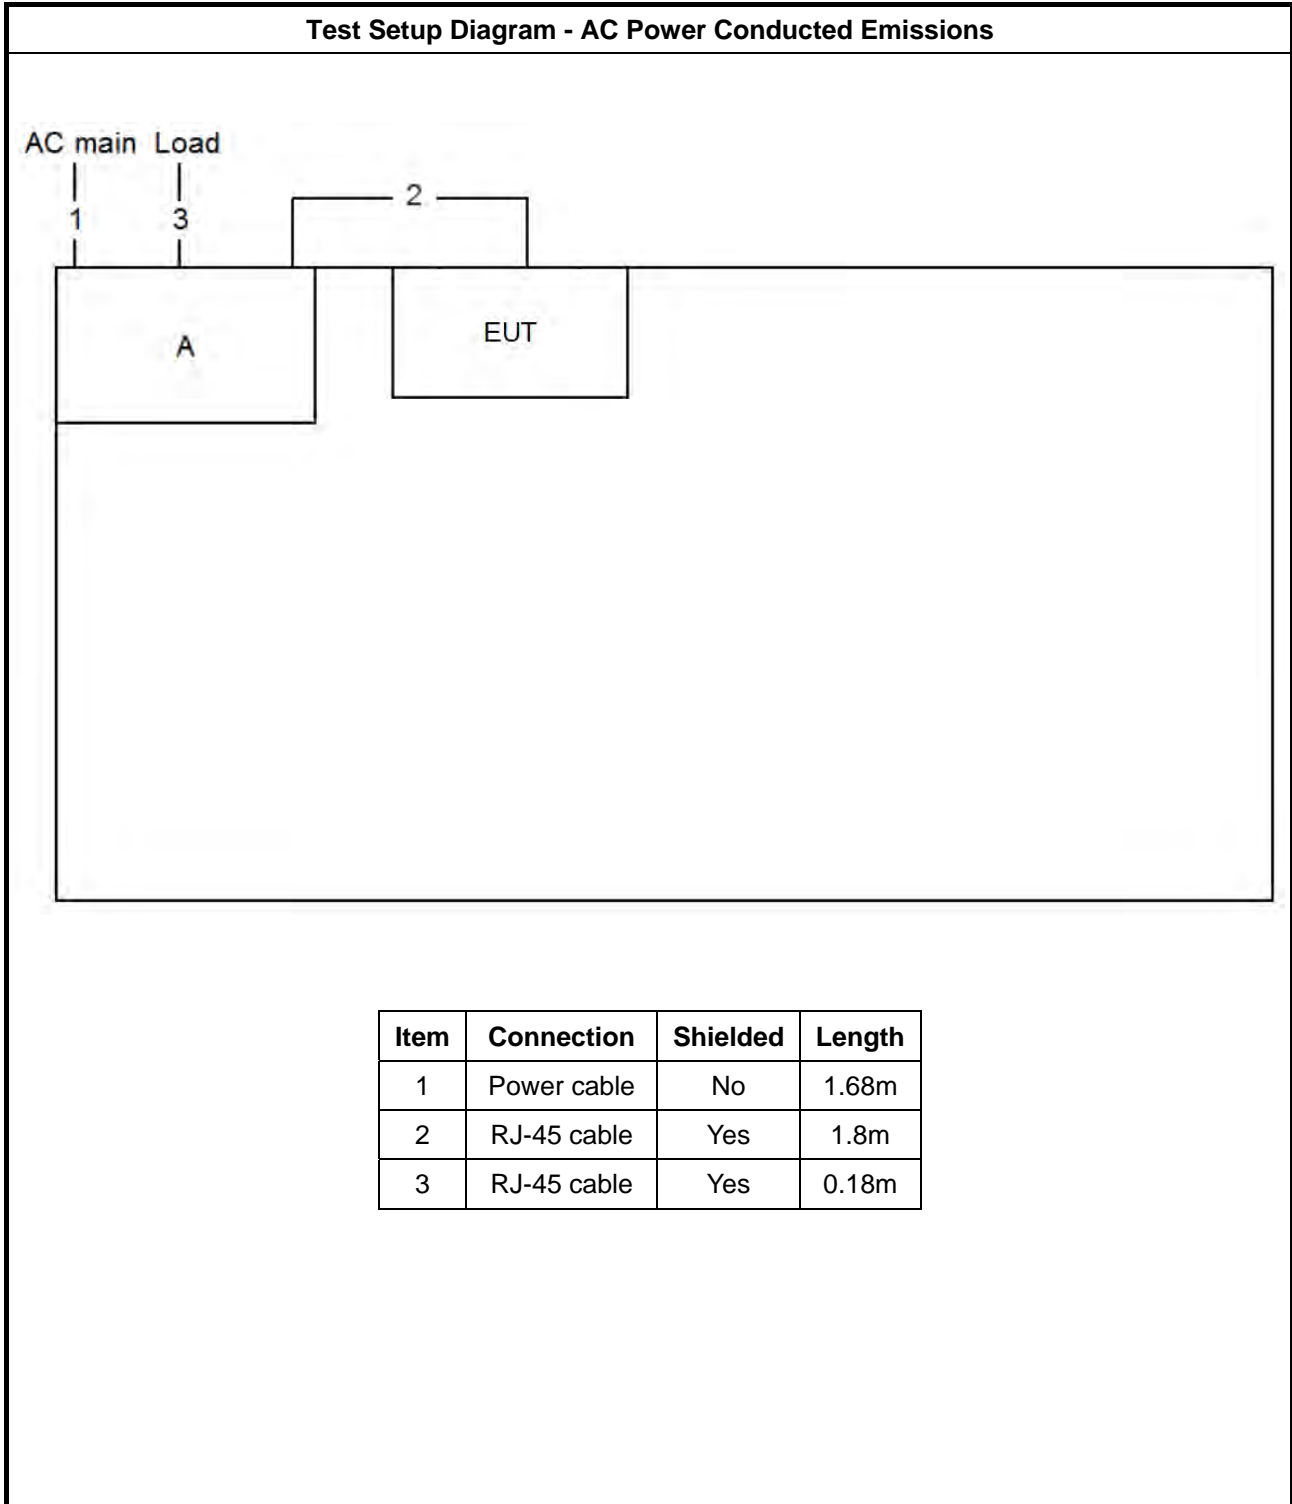 Test Setup Diagram - AC Power Conducted Emissions
AC main Load
2
1 3
A EUT
Item Connection Shielded Length
1 Power cable No 1.68m
2 RJ-45 cable Yes 1.8m
3 RJ-45 cable Yes 0.18m